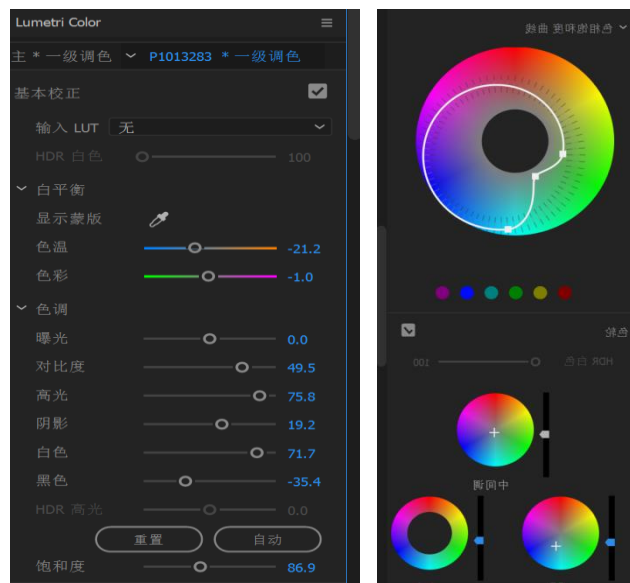 Lumetri Color
主 * 一级调色 P1013283 * 一级调色
基本校正
输入 LUT 无
HDR 白色 100
白平衡
显示蒙版
色温 -21.2
色彩 -1.0
色调
曝光 0.0
对比度 49.5
高光 75.8
阴影 19.2
白色 71.7
黑色 -35.4
HDR 高光 0.0
重置 自动
饱和度 86.9
色相饱和度 曲线
色轮
HDR 白色 100
中间调